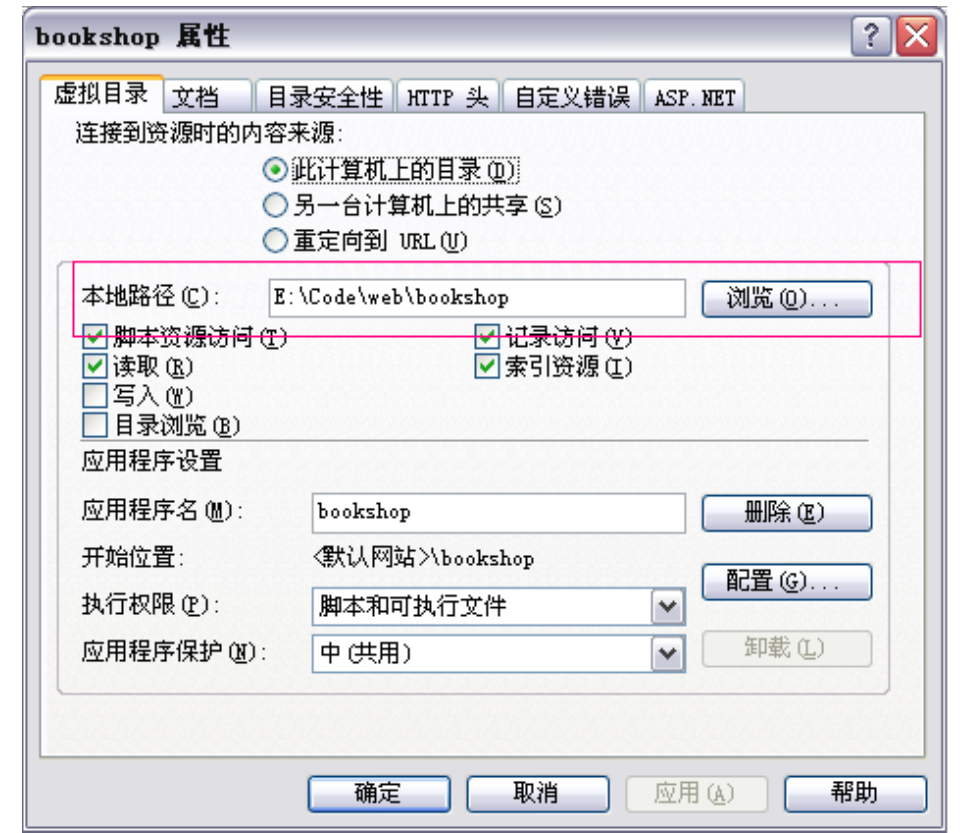 bookshop 属性
虚拟目录 文档 目录安全性 HTTP 头 自定义错误 ASP.NET
连接到资源时的内容来源:
此计算机上的目录(D)
另一台计算机上的共享(S)
重定向到 URL(U)
本地路径(C): E:\Code\web\bookshop 浏览(O)...
脚本资源访问(T) 记录访问(V)
读取(R) 索引资源(I)
写入(W)
目录浏览(B)
应用程序设置
应用程序名(M): bookshop 删除(E)
开始位置: <默认网站>\bookshop
配置(G)...
执行权限(P): 脚本和可执行文件
应用程序保护(N): 中(共用) 卸载(L)
确定 取消 应用(A) 帮助